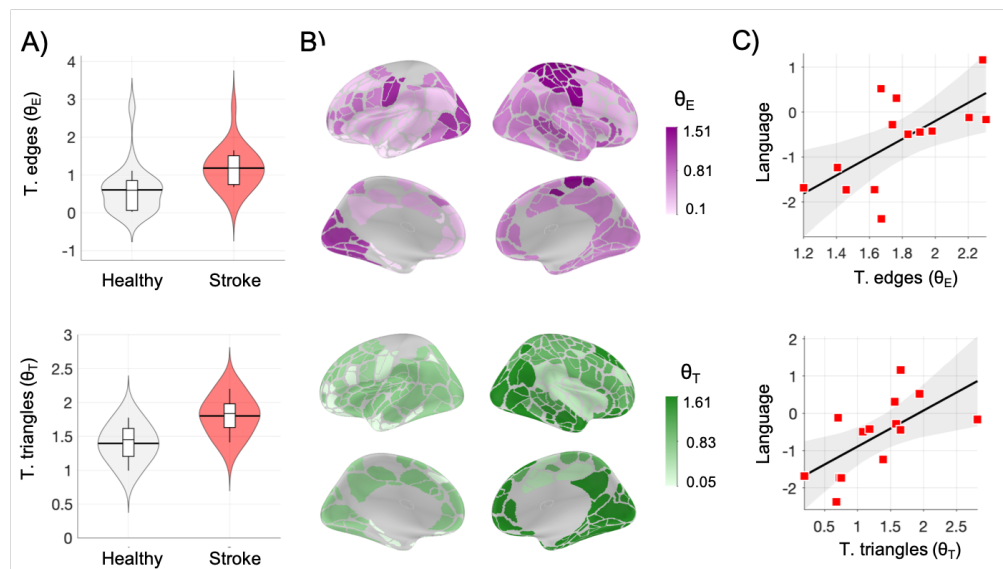 A)
T. edges (θE)
4
3
2
1
0
-1
Healthy Stroke
B)
θE
1.51
0.81
0.1
C)
Language
1
0
-1
-2
1.2 1.4 1.6 1.8 2 2.2
T. edges (θE)
T. triangles (θT)
3
2.5
2
1.5
1
0.5
0
Healthy Stroke
θT
1.61
0.83
0.05
Language
2
1
0
-1
-2
0.5 1 1.5 2 2.5
T. triangles (θT)